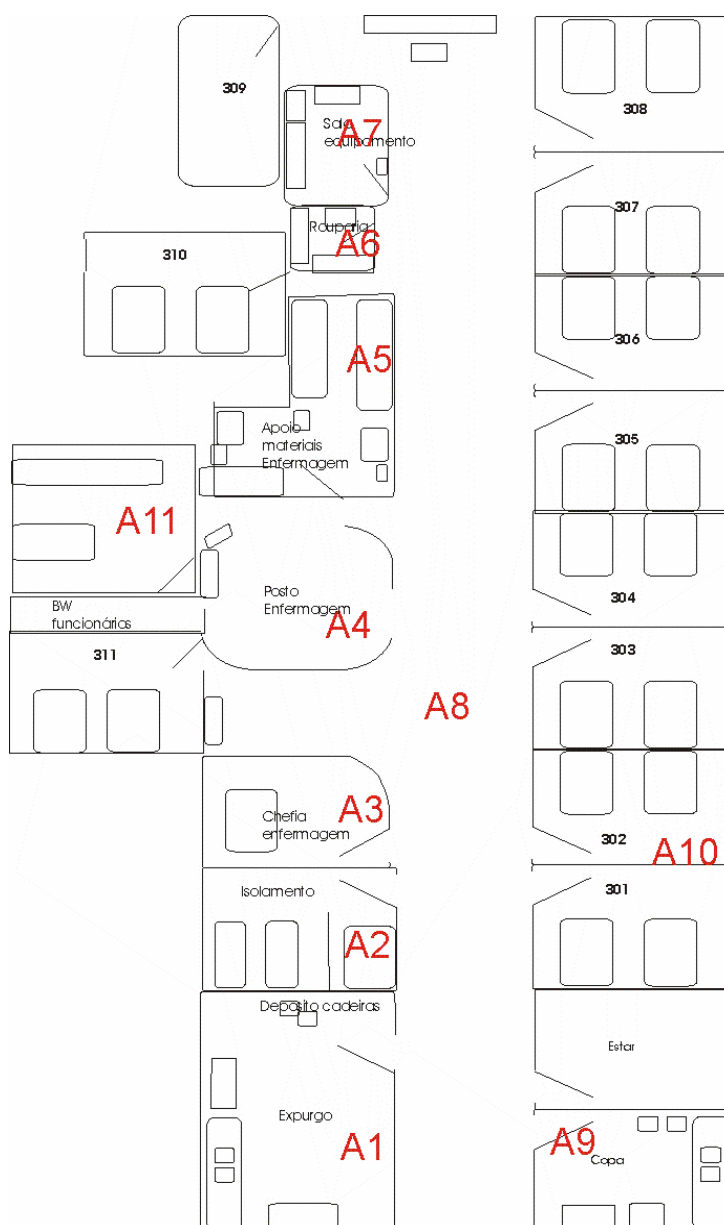 309
308
Sala
equipamento
A7
307
Rouparia
A6
310
306
A5
305
Apoio
materiais
Enfermagem
A11
304
Posto
Enfermagem
A4
BW
funcionários
303
311
A8
A3
Chefia
enfermagem
302
A10
301
Isolamento
A2
Deposito cadeiras
Estar
Expurgo
A1
A9
Copa